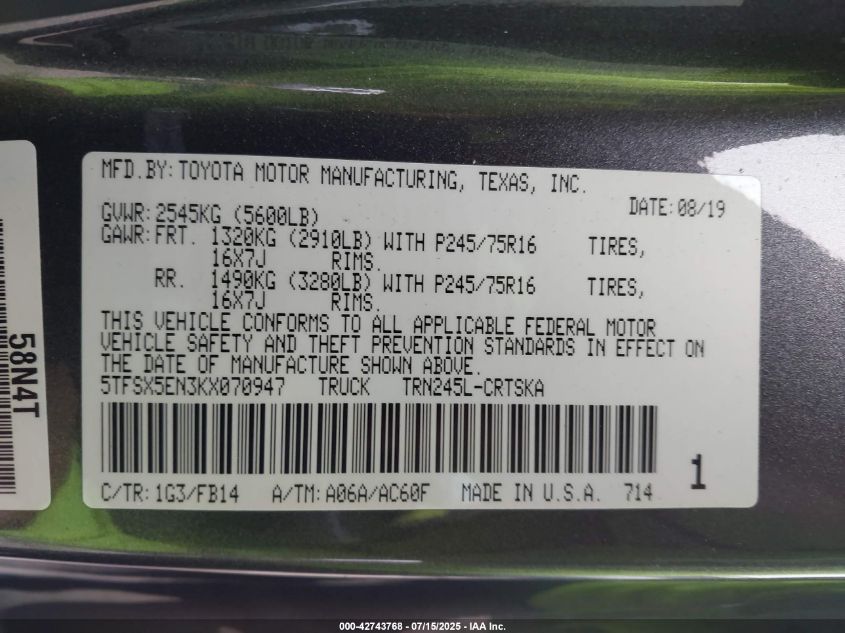 MFD.BY:TOYOTA MOTOR MANUFACTURING, TEXAS, INC.
DATE:08/19
GVWR:2545KG (5600LB)
GAWR:FRT. 1320KG (2910LB) WITH P245/75R16 TIRES,
16X7J RIMS.
RR. 1490KG (3280LB) WITH P245/75R16 TIRES,
16X7J RIMS.
THIS VEHICLE CONFORMS TO ALL APPLICABLE FEDERAL MOTOR
VEHICLE SAFETY AND THEFT PREVENTION STANDARDS IN EFFECT ON
THE DATE OF MANUFACTURE SHOWN ABOVE.
5TFSX5EN3KX070947 TRUCK TRN245L-CRTSKA
C/TR:1G3/FB14 A/TM:A06A/AC60F MADE IN U.S.A. 714
1
58N4T
000-42743768 - 07/15/2025 - IAA Inc.